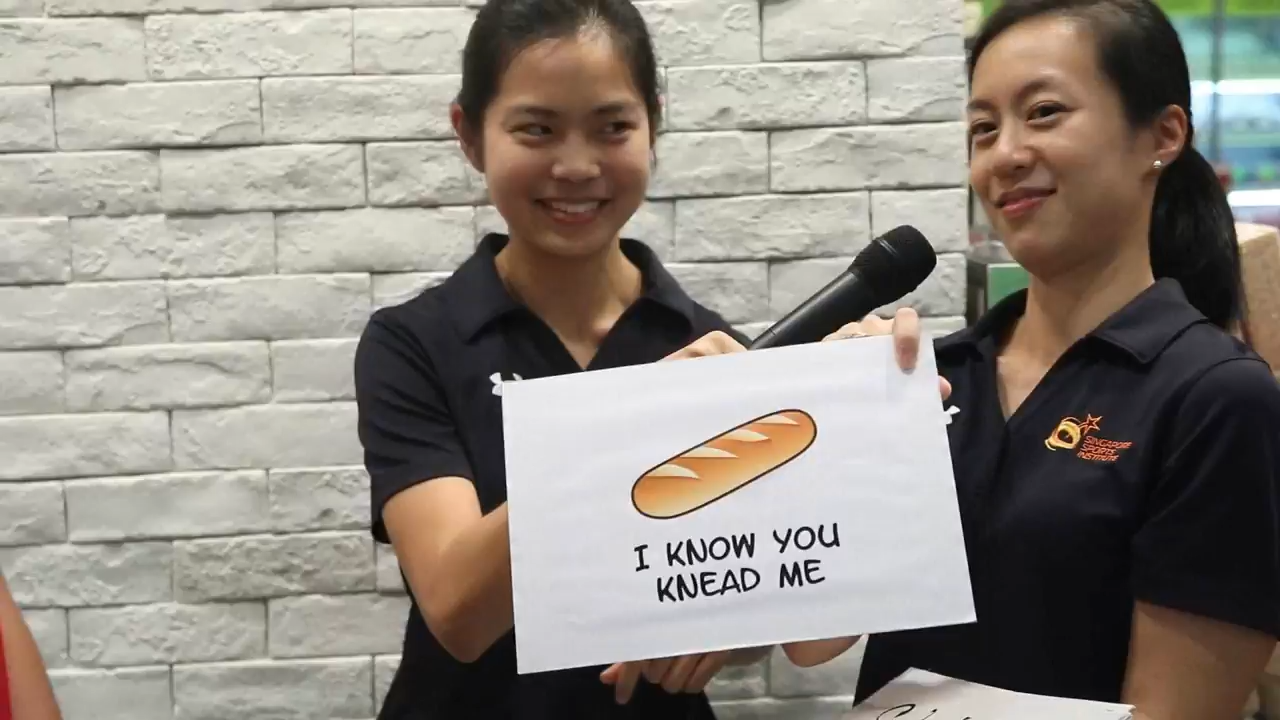 I KNOW YOU
KNEAD ME
SINGAPORE
SPORTS
INSTITUTE